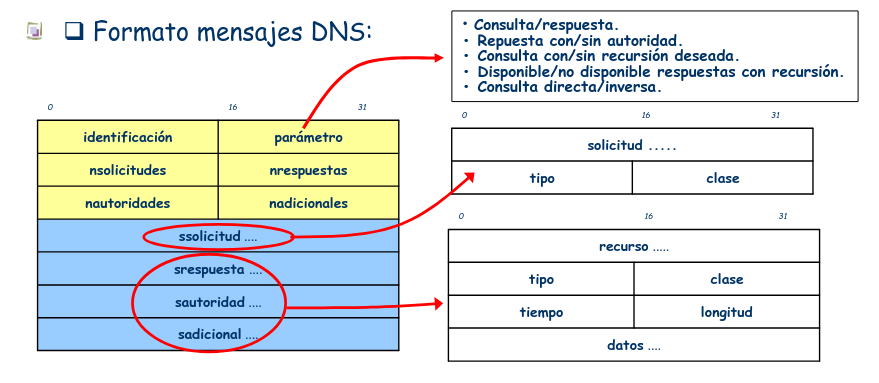 Formato mensajes DNS:
• Consulta/respuesta.
• Repuesta con/sin autoridad.
• Consulta con/sin recursión deseada.
• Disponible/no disponible respuestas con recursión.
• Consulta directa/inversa.
0 16 31
identificación parámetro
nsolicitudes nrespuestas
nautoridades nadicionales
ssolicitud ....
srespuesta ....
sautoridad ....
sadicional ....
0 16 31
solicitud .....
tipo clase
0 16 31
recurso .....
tipo clase
tiempo longitud
datos ....